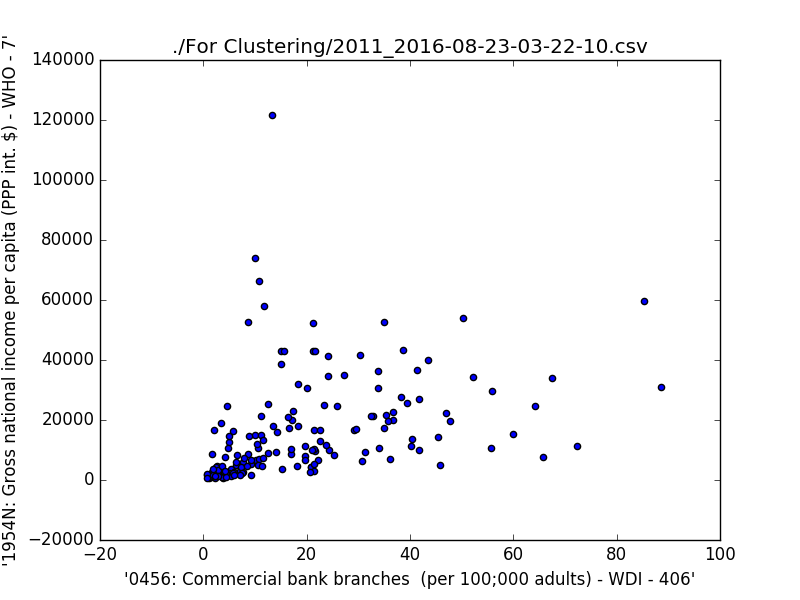 ./For Clustering/2011_2016-08-23-03-22-10.csv
140000
120000
100000
80000
60000
40000
20000
0
−20000
−20 0 20 40 60 80 100
'0456: Commercial bank branches  (per 100;000 adults) - WDI - 406'
'1954N: Gross national income per capita (PPP int. $) - WHO - 7'